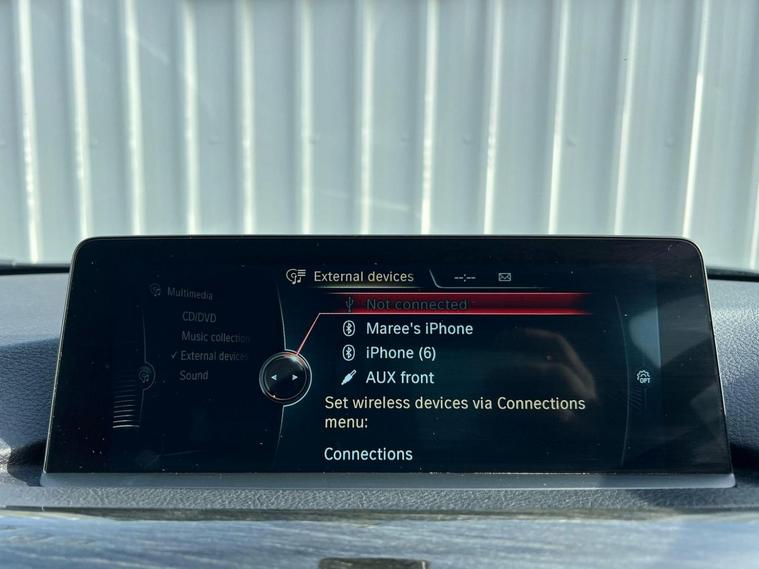 External devices --:--
Multimedia
CD/DVD
Music collection
External devices
Sound
Not connected
Maree's iPhone
iPhone (6)
AUX front
Set wireless devices via Connections
menu:
Connections
OPT